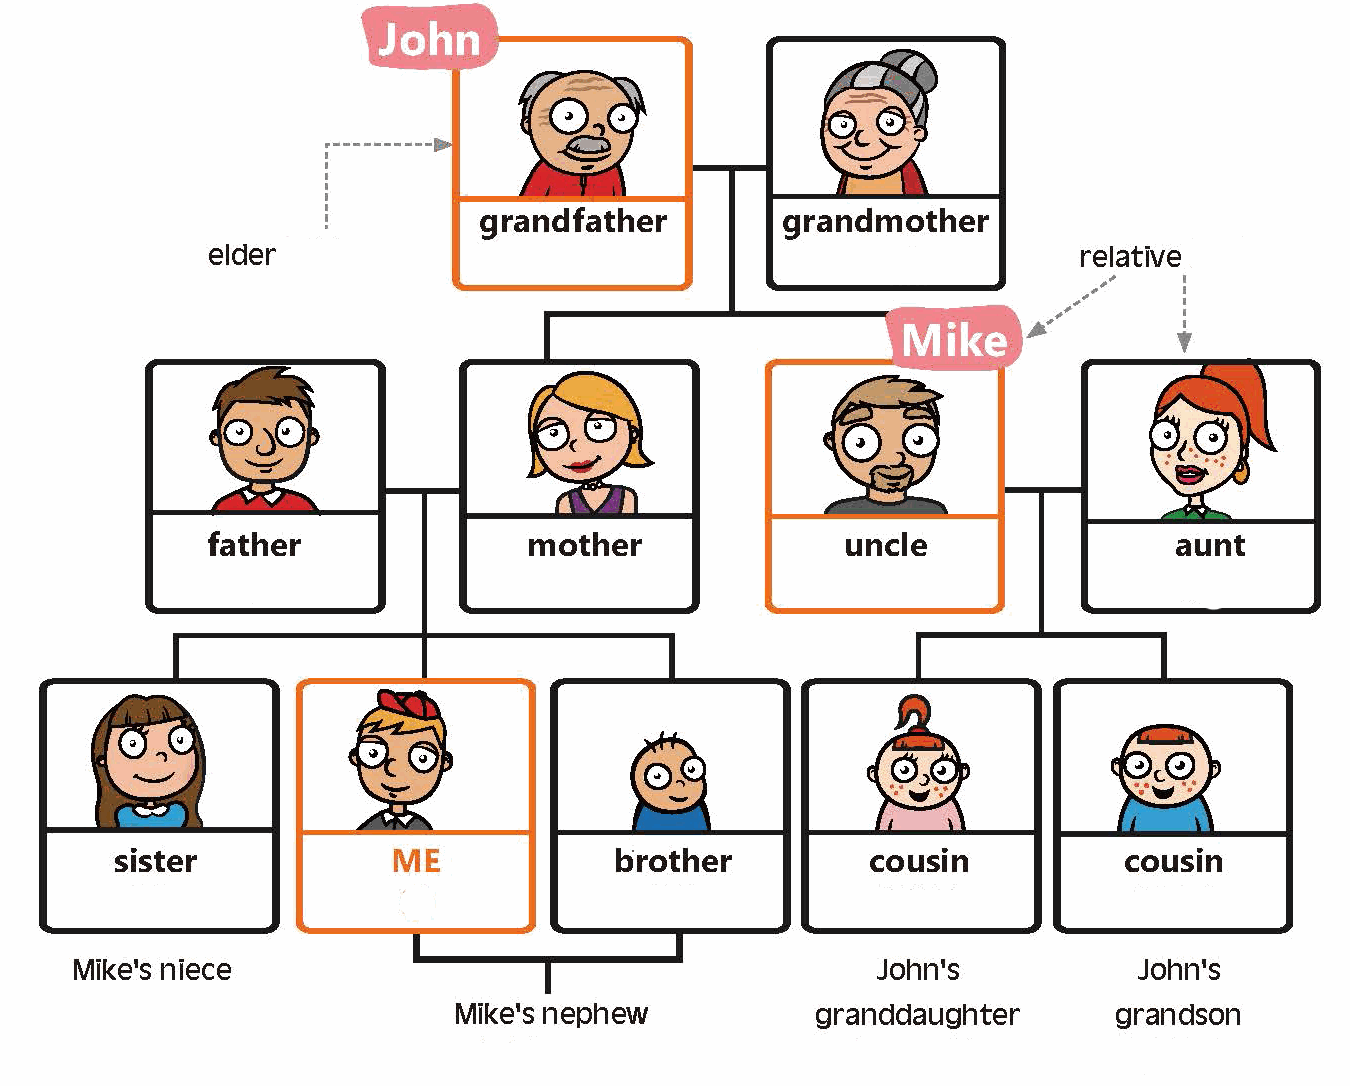 John
grandfather
grandmother
elder
relative
Mike
father
mother
uncle
aunt
sister
ME
brother
cousin
cousin
Mike's niece
Mike's nephew
John's
granddaughter
John's
grandson